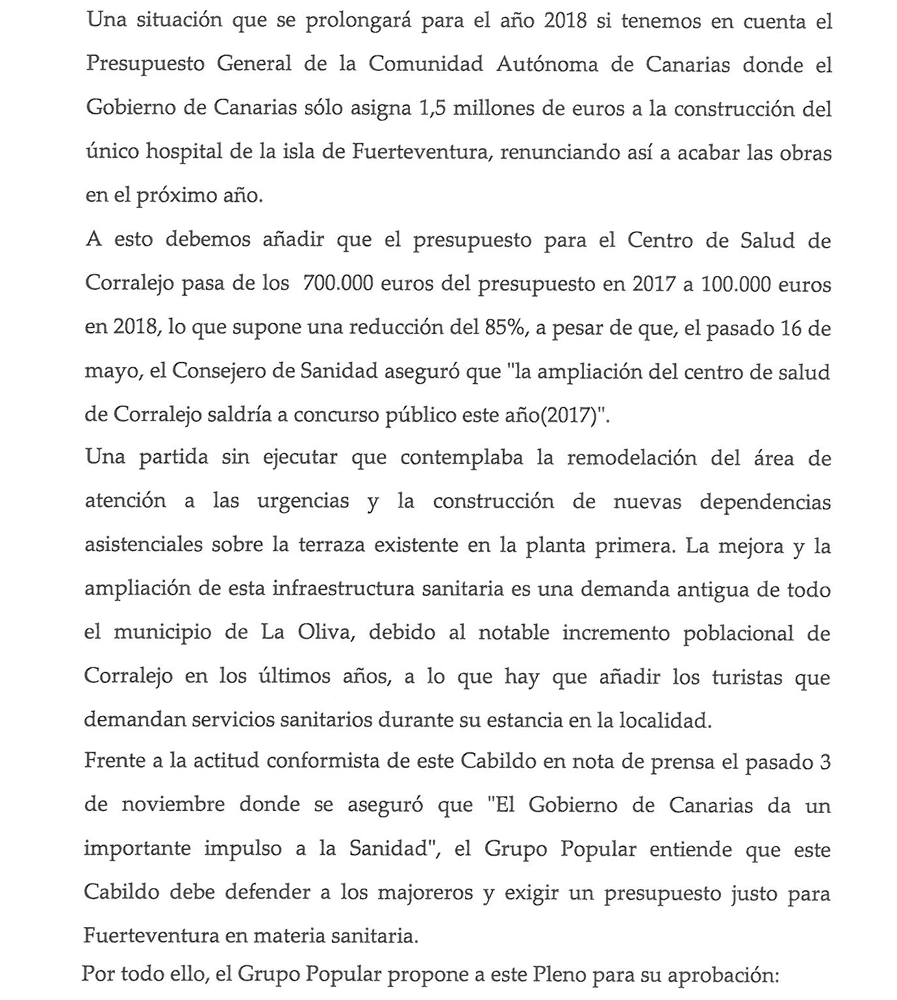 Una situación que se prolongará para el año 2018 si tenemos en cuenta el
Presupuesto General de la Comunidad Autónoma de Canarias donde el
Gobierno de Canarias sólo asigna 1,5 millones de euros a la construcción del
único hospital de la isla de Fuerteventura, renunciando así a acabar las obras
en el próximo año.
A esto debemos añadir que el presupuesto para el Centro de Salud de
Corralejo pasa de los  700.000 euros del presupuesto en 2017 a 100.000 euros
en 2018, lo que supone una reducción del 85%, a pesar de que, el pasado 16 de
mayo, el Consejero de Sanidad aseguró que "la ampliación del centro de salud
de Corralejo saldría a concurso público este año(2017)".
Una partida sin ejecutar que contemplaba la remodelación del área de
atención a las urgencias y la construcción de nuevas dependencias
asistenciales sobre la terraza existente en la planta primera. La mejora y la
ampliación de esta infraestructura sanitaria es una demanda antigua de todo
el municipio de La Oliva, debido al notable incremento poblacional de
Corralejo en los últimos años, a lo que hay que añadir los turistas que
demandan servicios sanitarios durante su estancia en la localidad.
Frente a la actitud conformista de este Cabildo en nota de prensa el pasado 3
de noviembre donde se aseguró que "El Gobierno de Canarias da un
importante impulso a la Sanidad", el Grupo Popular entiende que este
Cabildo debe defender a los majoreros y exigir un presupuesto justo para
Fuerteventura en materia sanitaria.
Por todo ello, el Grupo Popular propone a este Pleno para su aprobación: